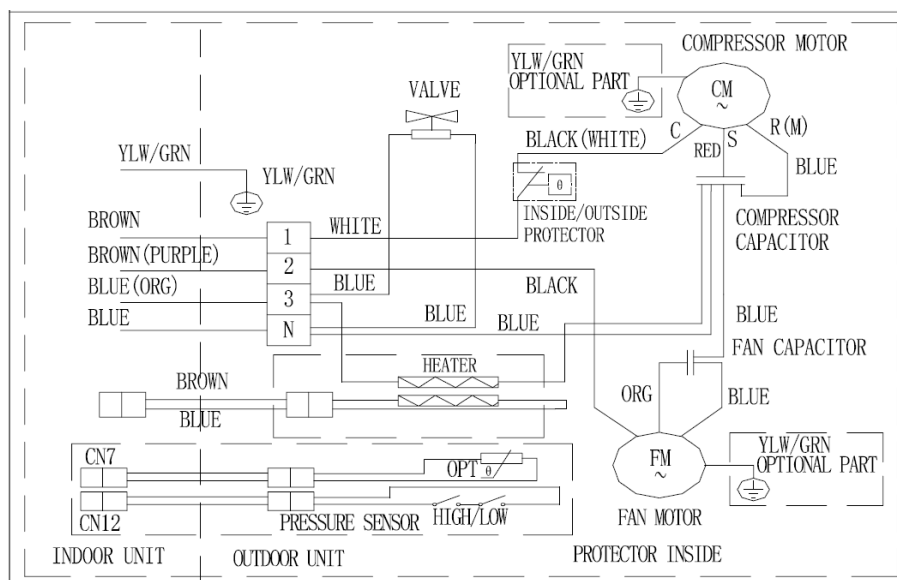 COMPRESSOR MOTOR
YLW/GRN
OPTIONAL PART
CM
~
VALVE
C
S
R(M)
BLACK(WHITE)
RED
BLUE
YLW/GRN
YLW/GRN
θ
INSIDE/OUTSIDE
PROTECTOR
COMPRESSOR
CAPACITOR
BROWN
1
WHITE
BROWN(PURPLE)
2
BLUE(ORG)
3
BLUE
BLACK
BLUE
N
BLUE
BLUE
BLUE
FAN CAPACITOR
HEATER
BROWN
BLUE
ORG
BLUE
YLW/GRN
OPTIONAL PART
CN7
OPT
θ
FM
~
CN12
PRESSURE SENSOR
HIGH/LOW
FAN MOTOR
INDOOR UNIT
OUTDOOR UNIT
PROTECTOR INSIDE